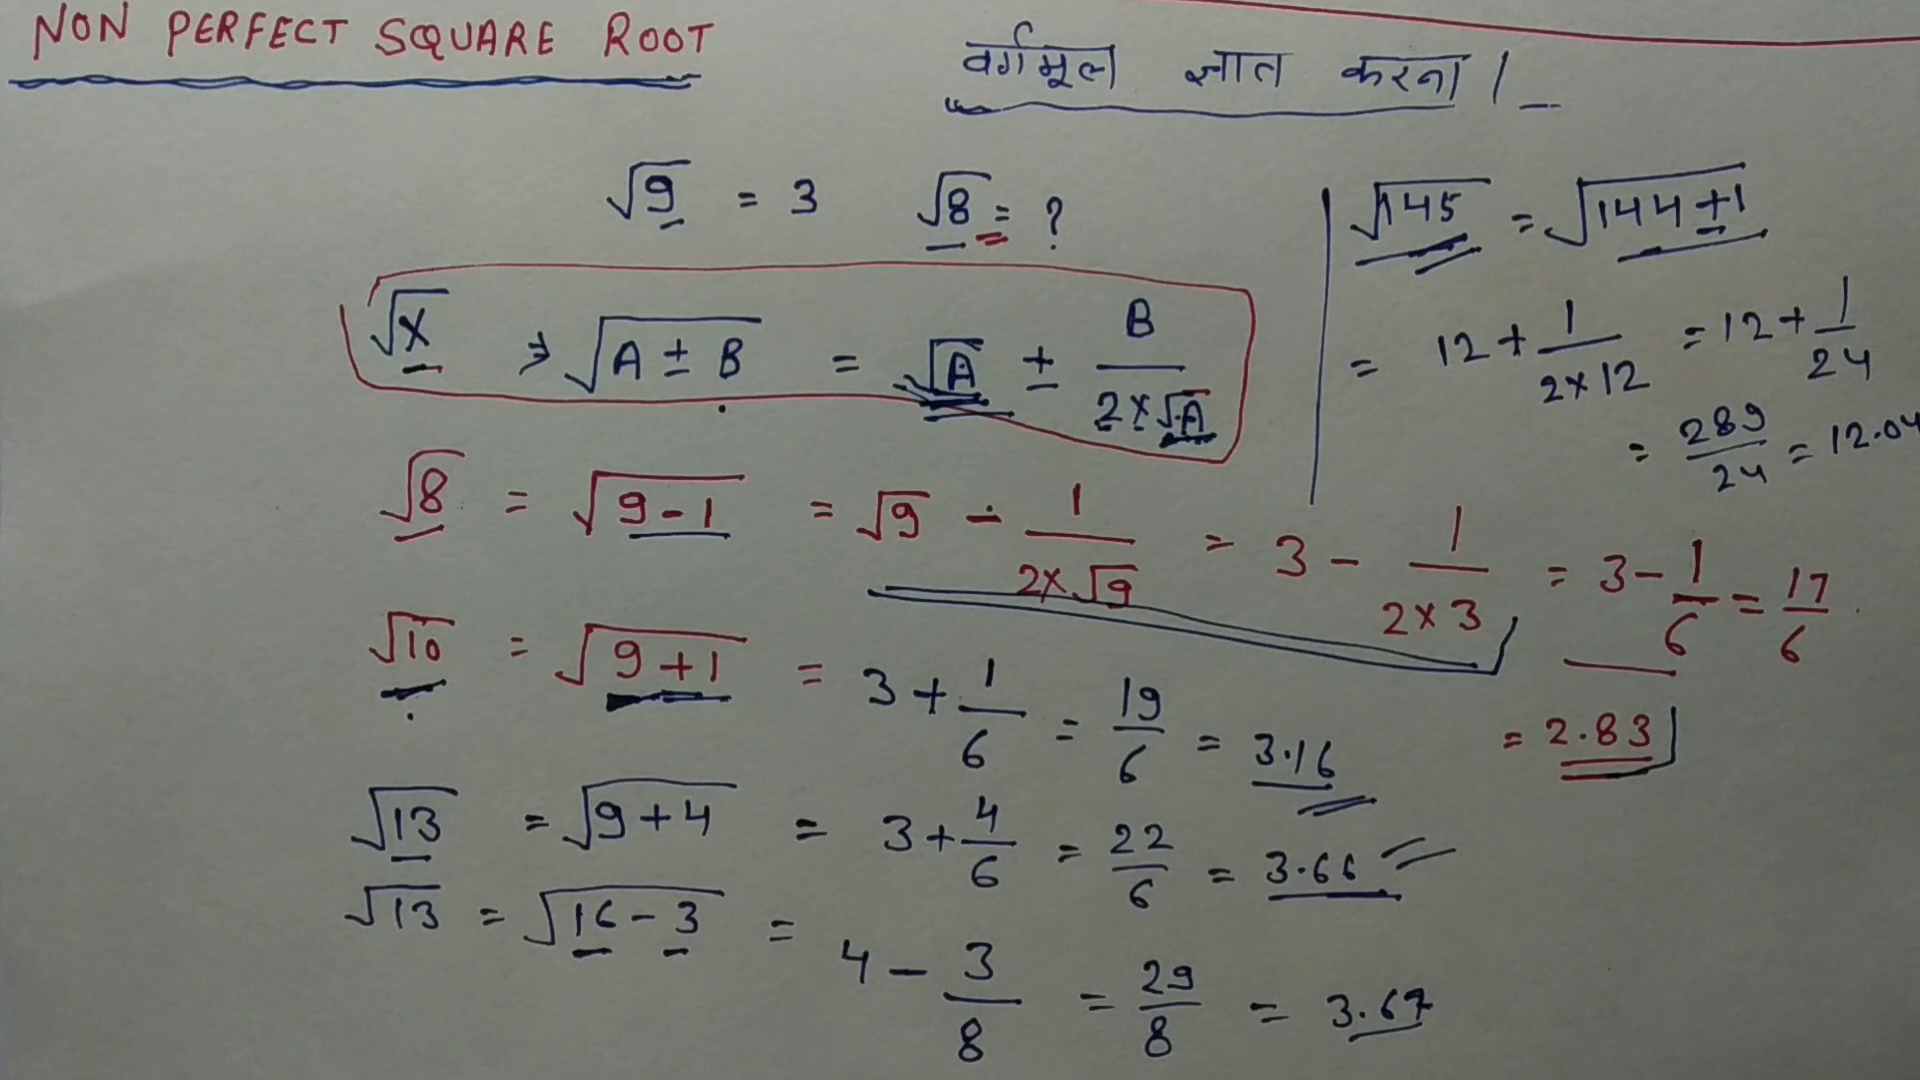 NON PERFECT SQUARE ROOT
वर्गमूल ज्ञात करना।
√9 = 3 √8 = ?
√X ⇒ √(A ± B) = √A ± B/(2×√A)
√8 = √(9-1) = √9 - 1/(2×√9) = 3 - 1/(2×3) = 3 - 1/6 = 17/6
= 2.83
√10 = √(9+1) = 3 + 1/6 = 19/6 = 3.16
√13 = √(9+4) = 3 + 4/6 = 22/6 = 3.66
√13 = √(16-3) = 4 - 3/8 = 29/8 = 3.67
√145 = √(144+1)
= 12 + 1/(2×12) = 12 + 1/24
= 289/24 = 12.04